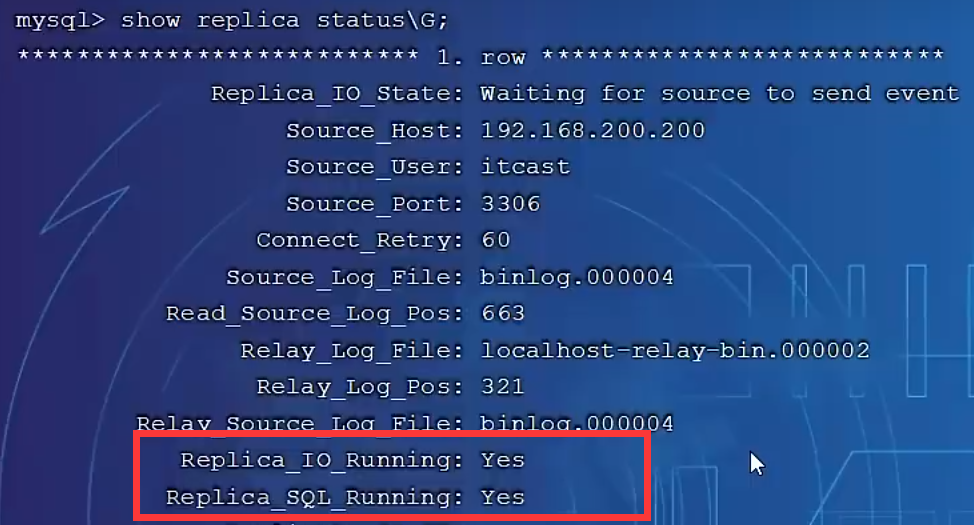 mysql> show replica status\G;
*************************** 1. row ***************************
Replica_IO_State: Waiting for source to send event
Source_Host: 192.168.200.200
Source_User: itcast
Source_Port: 3306
Connect_Retry: 60
Source_Log_File: binlog.000004
Read_Source_Log_Pos: 663
Relay_Log_File: localhost-relay-bin.000002
Relay_Log_Pos: 321
Relay_Source_Log_File: binlog.000004
Replica_IO_Running: Yes
Replica_SQL_Running: Yes